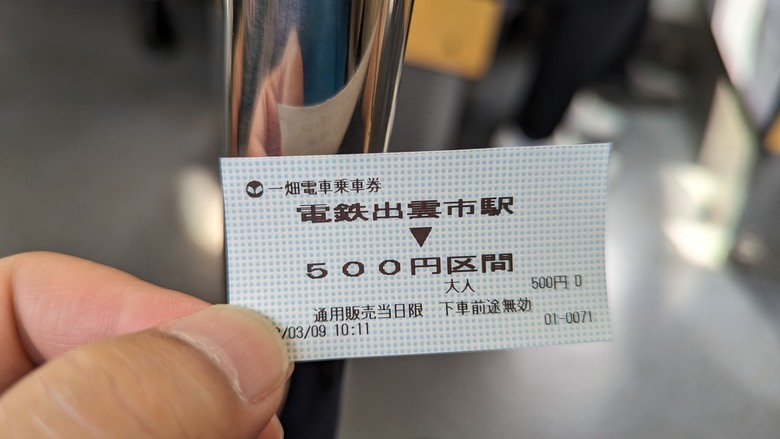 一畑電車乗車券
電鉄出雲市駅
▼
500円区間
大人 500円 D
通用販売当日限 下車前途無効
/03/09 10:11 01-0071